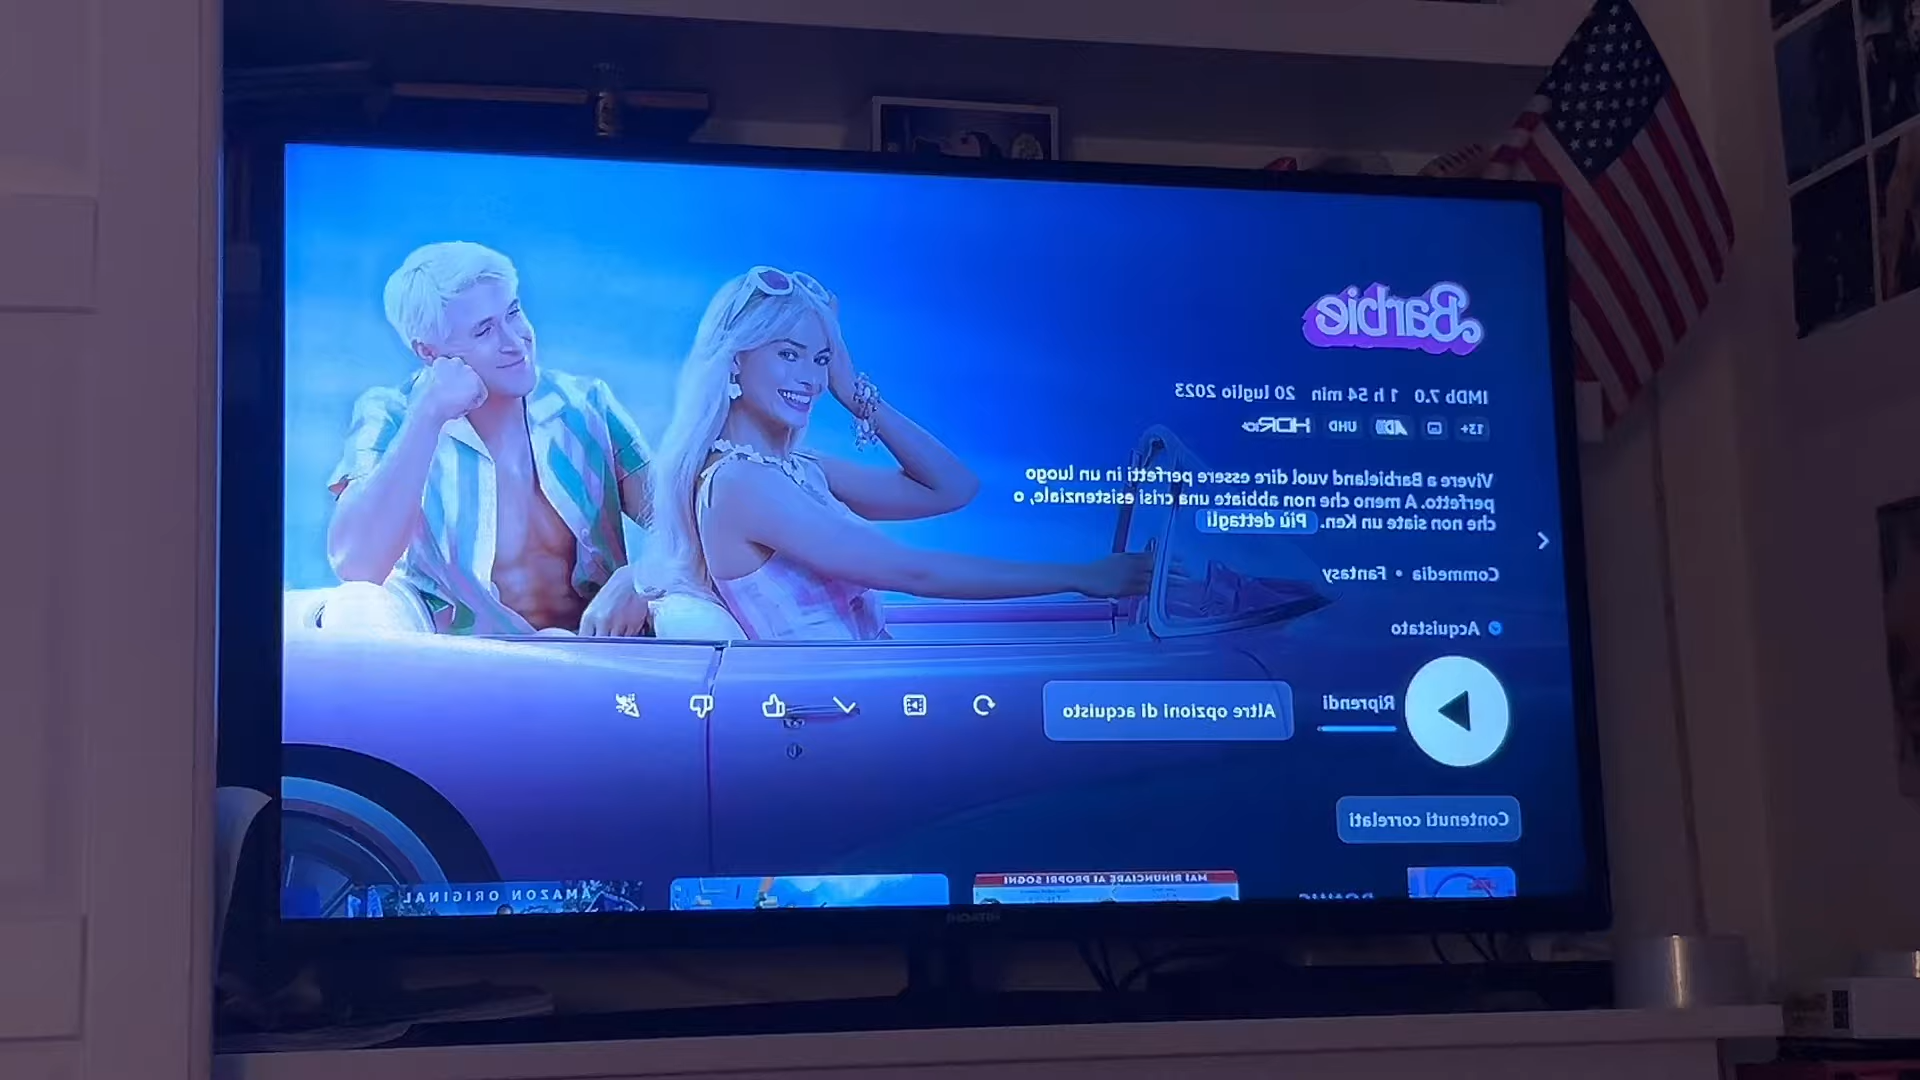 Barbie
IMDb 7.0 1 h 54 min 20 luglio 2023
13+ AD UHD HDR10+
Vivere a Barbieland vuol dire essere perfetti in un luogo
perfetto. A meno che non abbiate una crisi esistenziale, o
che non siate un Ken. Più dettagli
Commedia • Fantasy
Acquistato
Riprendi
Altre opzioni di acquisto
Contenuti correlati
MAI RINUNCIARE AI PROPRI SOGNI
AMAZON ORIGINAL
HITACHI